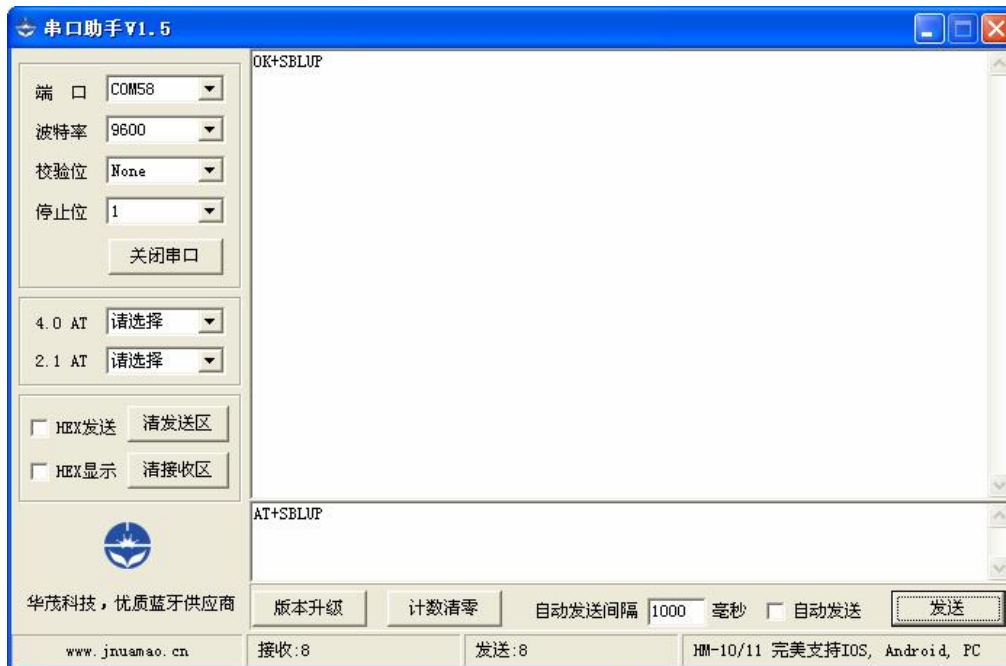 串口助手V1.5
端 口 COM58
波特率 9600
校验位 None
停止位 1
关闭串口
4.0 AT 请选择
2.1 AT 请选择
HEX发送 清发送区
HEX显示 清接收区
华茂科技，优质蓝牙供应商
OK+SBLUP
AT+SBLUP
版本升级 计数清零 自动发送间隔 1000 毫秒 自动发送 发送
www.jnuamao.cn 接收:8 发送:8 HM-10/11 完美支持IOS, Android, PC